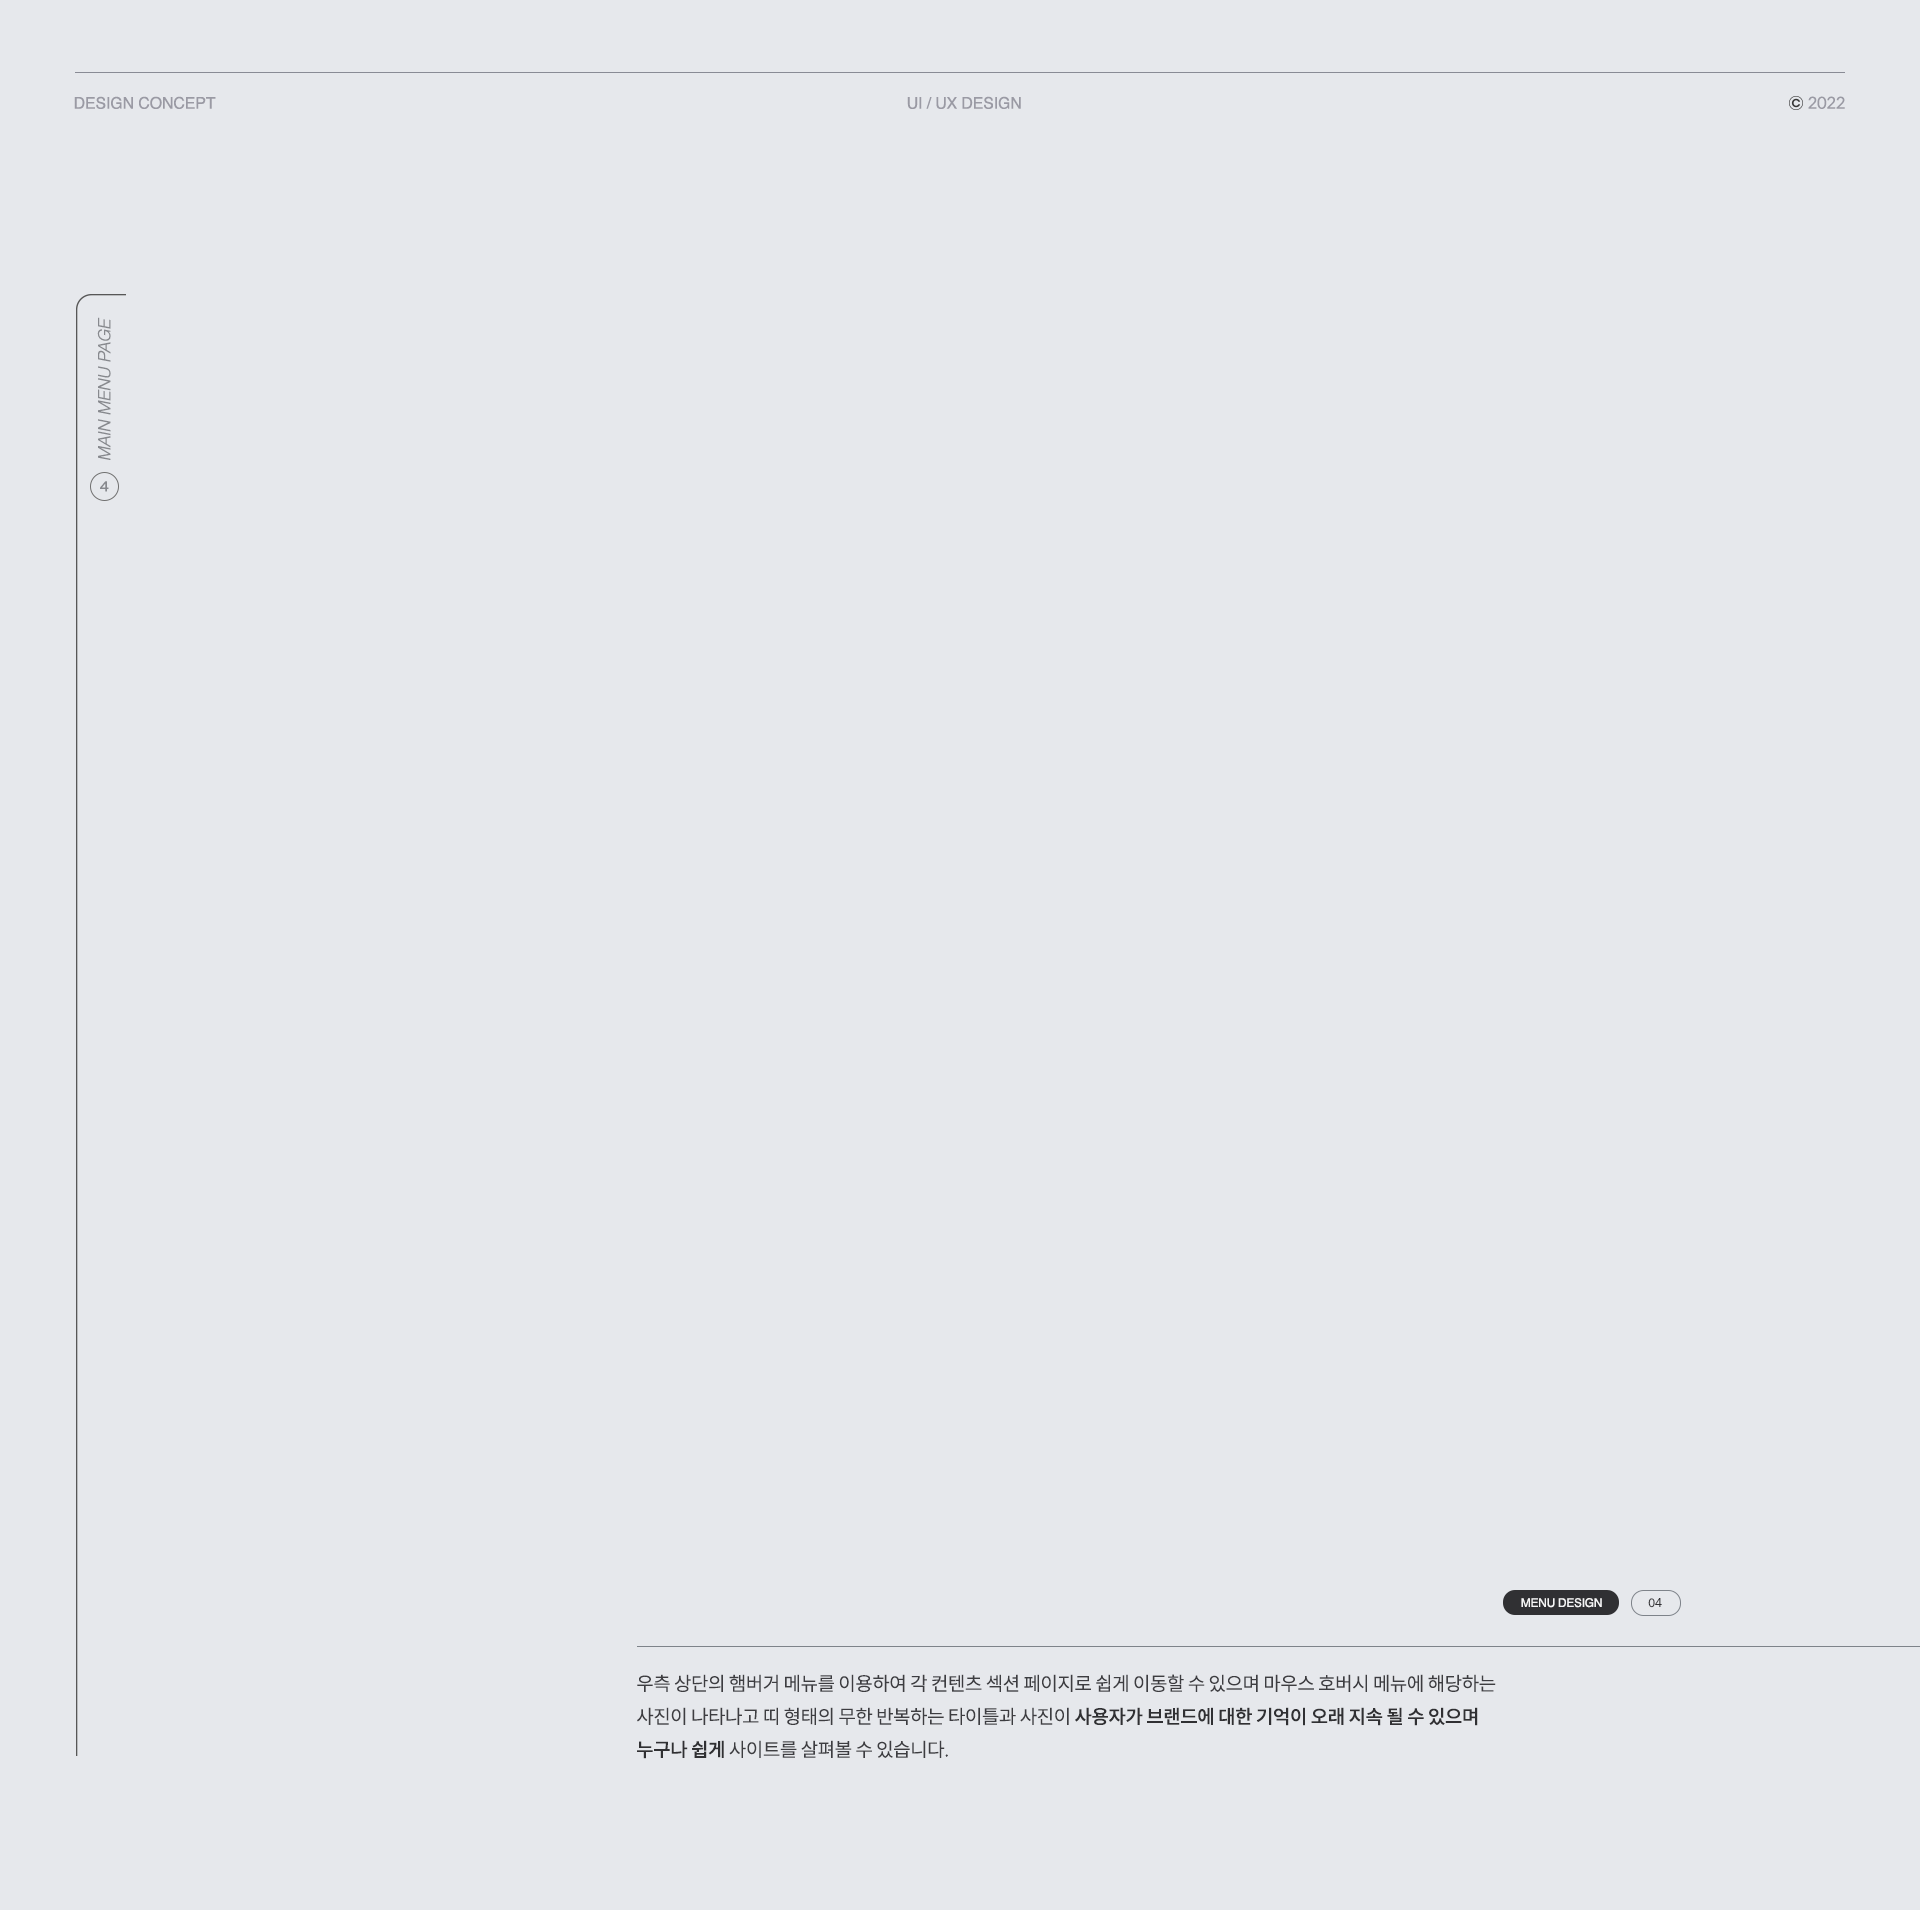 DESIGN CONCEPT
UI / UX DESIGN
© 2022
MAIN MENU PAGE
4
MENU DESIGN
04
우측 상단의 햄버거 메뉴를 이용하여 각 컨텐츠 섹션 페이지로 쉽게 이동할 수 있으며 마우스 호버시 메뉴에 해당하는
사진이 나타나고 띠 형태의 무한 반복하는 타이틀과 사진이 사용자가 브랜드에 대한 기억이 오래 지속 될 수 있으며
누구나 쉽게 사이트를 살펴볼 수 있습니다.